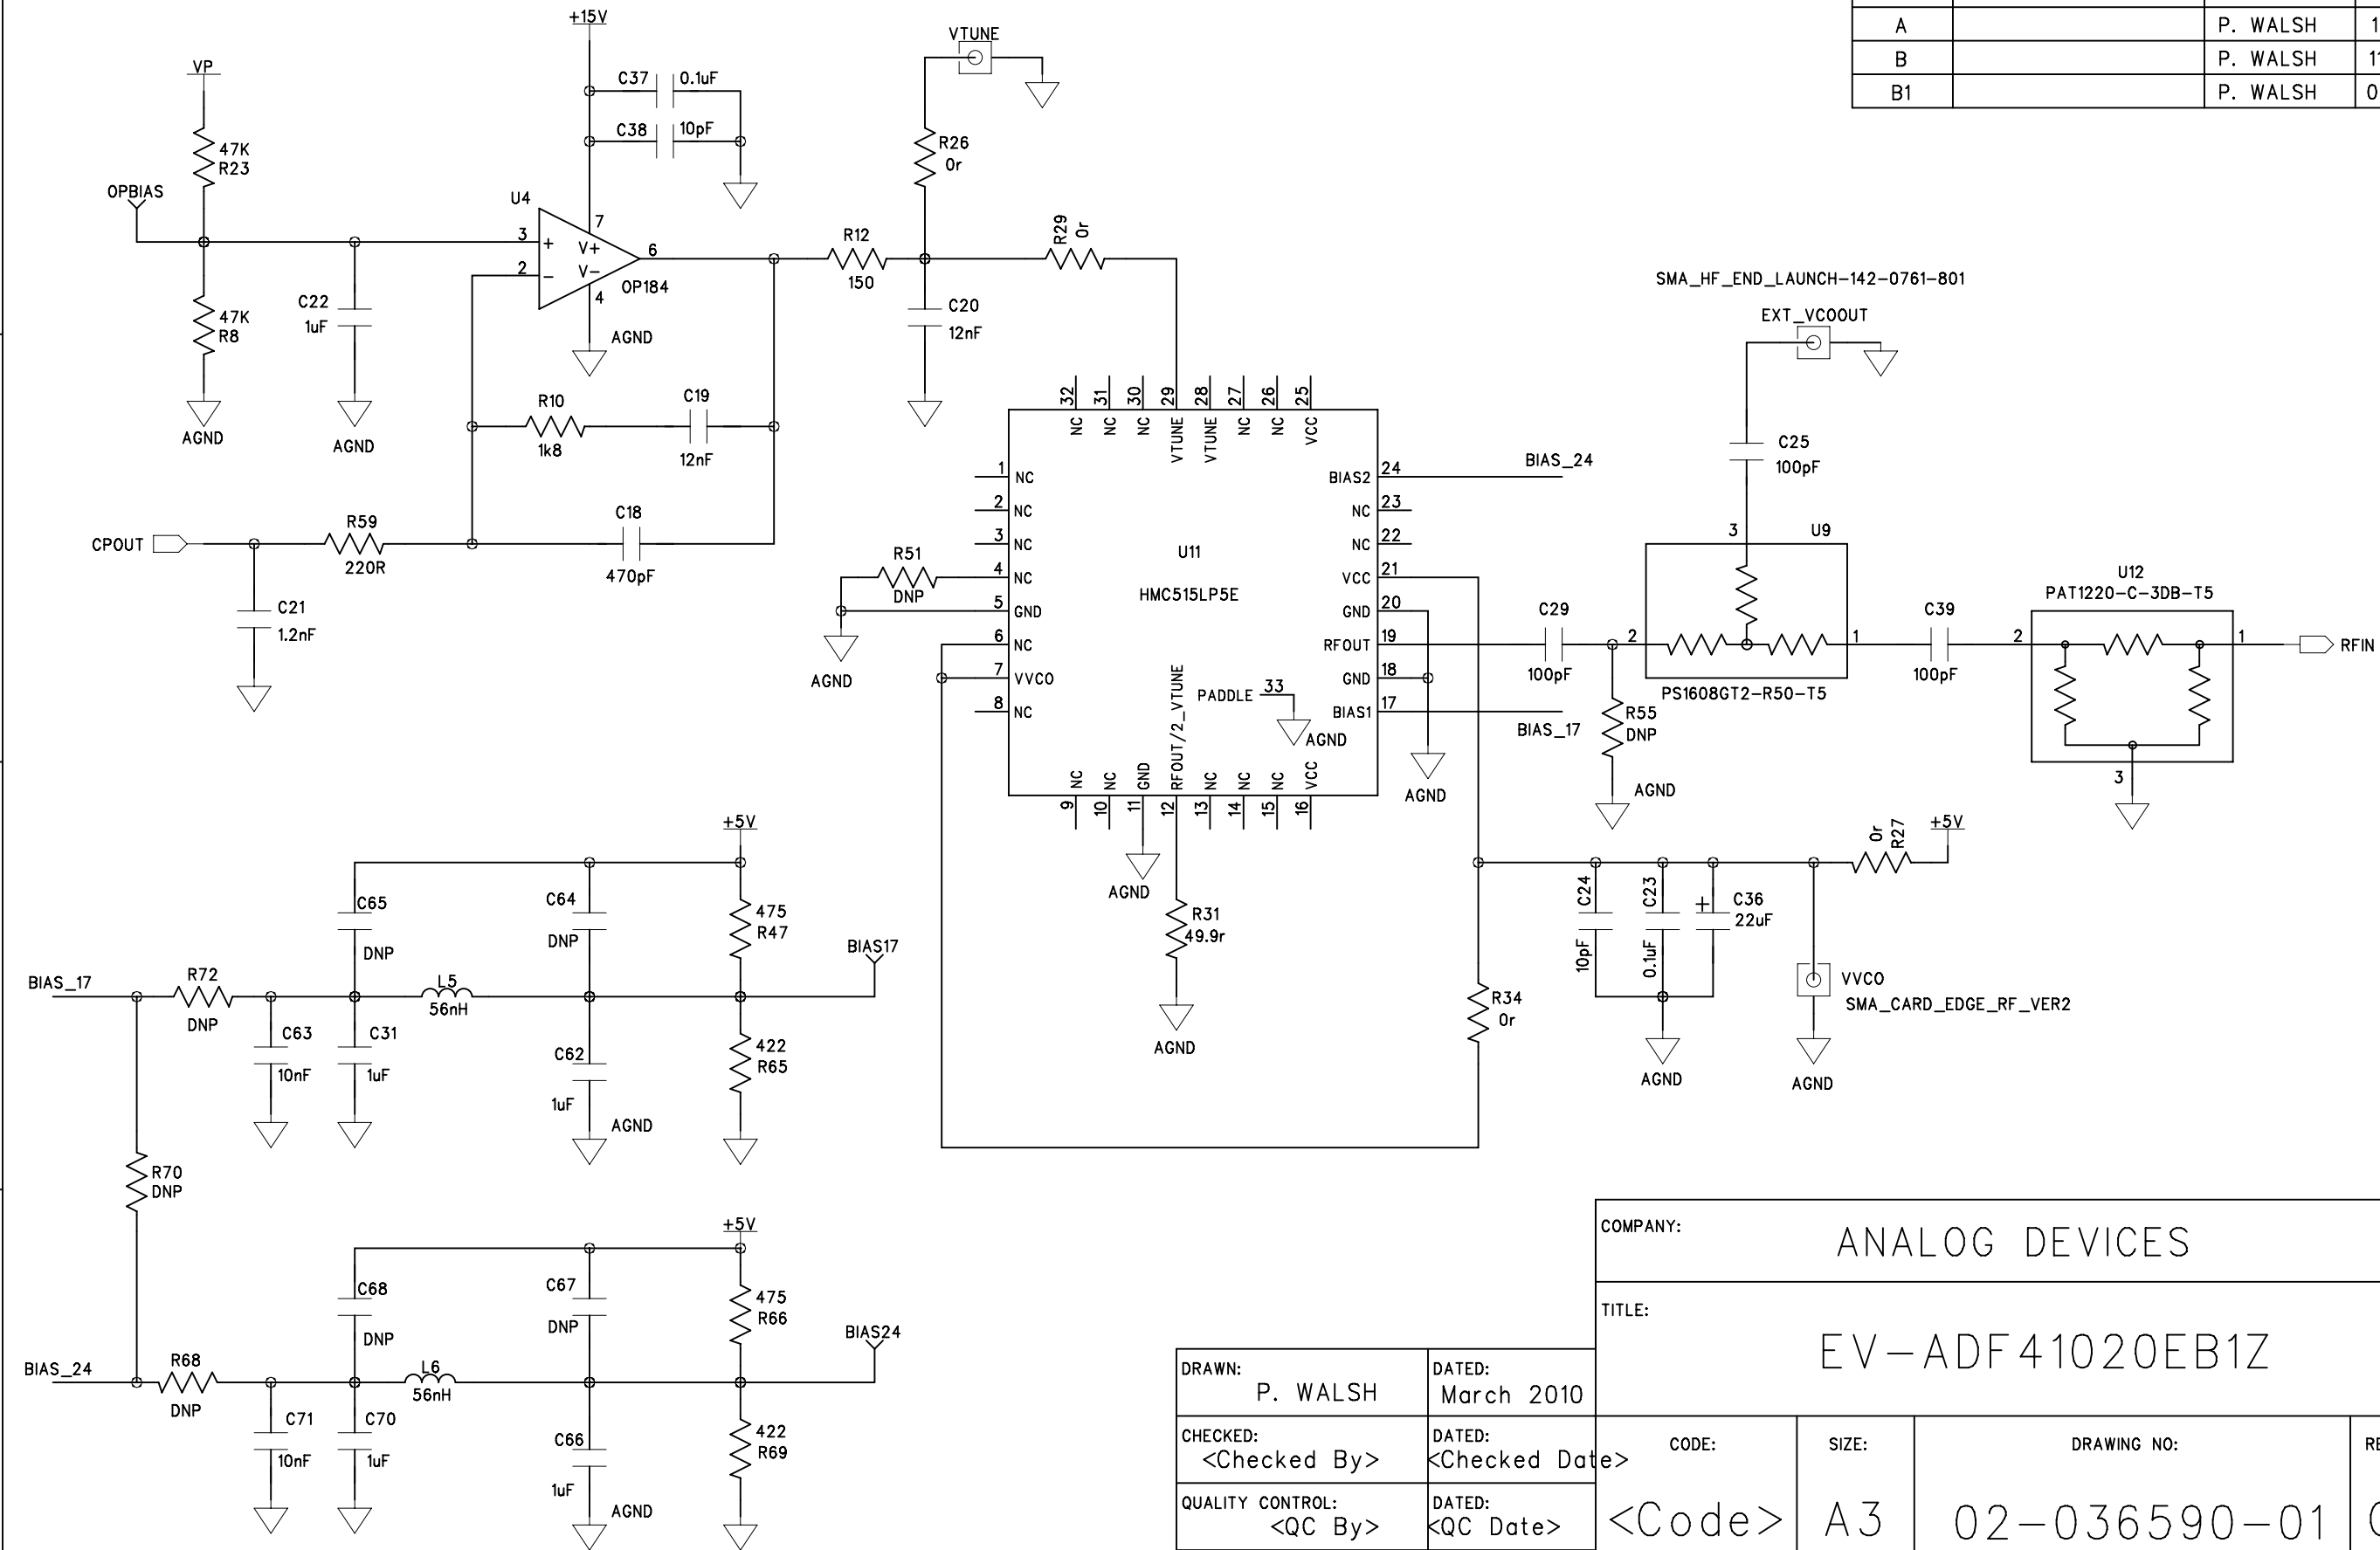 A P. WALSH 1
B P. WALSH 11
B1 P. WALSH 0
+15V
VTUNE
VP
C37 0.1uF
C38 10pF
47K
R23
R26
0r
OPBIAS
U4
7
3 + V+
2 - V-
6
4
OP184
AGND
R12
150
R29
0r
C22
1uF
47K
R8
C20
12nF
AGND
AGND
R10
1k8
C19
12nF
CPOUT
R59
220R
C18
470pF
C21
1.2nF
SMA_HF_END_LAUNCH-142-0761-801
EXT_VCOOUT
C25
100pF
32 31 30 29 28 27 26 25
NC NC NC VTUNE VTUNE NC NC VCC
1 NC
2 NC
3 NC
4 NC
5 GND
6 NC
7 VVCO
8 NC
R51
DNP
AGND
U11
HMC515LP5E
PADDLE 33
AGND
BIAS2 24
NC 23
NC 22
VCC 21
GND 20
RFOUT 19
GND 18
BIAS1 17
BIAS_24
BIAS_17
NC NC GND RFOUT/2_VTUNE NC NC NC VCC
9 10 11 12 13 14 15 16
AGND
AGND
R31
49.9r
AGND
C29
100pF
R55
DNP
AGND
3 U9
2 1
PS1608GT2-R50-T5
C39
100pF
U12
PAT1220-C-3DB-T5
2 1
3
RFIN
+5V
0r
R27
C24
10pF
C23
0.1uF
+
C36
22uF
AGND
VVCO
SMA_CARD_EDGE_RF_VER2
AGND
R34
0r
+5V
C65
DNP
C64
DNP
475
R47
BIAS17
BIAS_17
R72
DNP
L5
56nH
C63
10nF
C31
1uF
C62
1uF
AGND
422
R65
R70
DNP
+5V
C68
DNP
C67
DNP
475
R66
BIAS24
BIAS_24
R68
DNP
L6
56nH
C71
10nF
C70
1uF
C66
1uF
AGND
422
R69
COMPANY:
ANALOG DEVICES
TITLE:
EV-ADF41020EB1Z
DRAWN:
P. WALSH
DATED:
March 2010
CHECKED:
<Checked By>
DATED:
<Checked Date>
QUALITY CONTROL:
<QC By>
DATED:
<QC Date>
CODE:
<Code>
SIZE:
A3
DRAWING NO:
02-036590-01